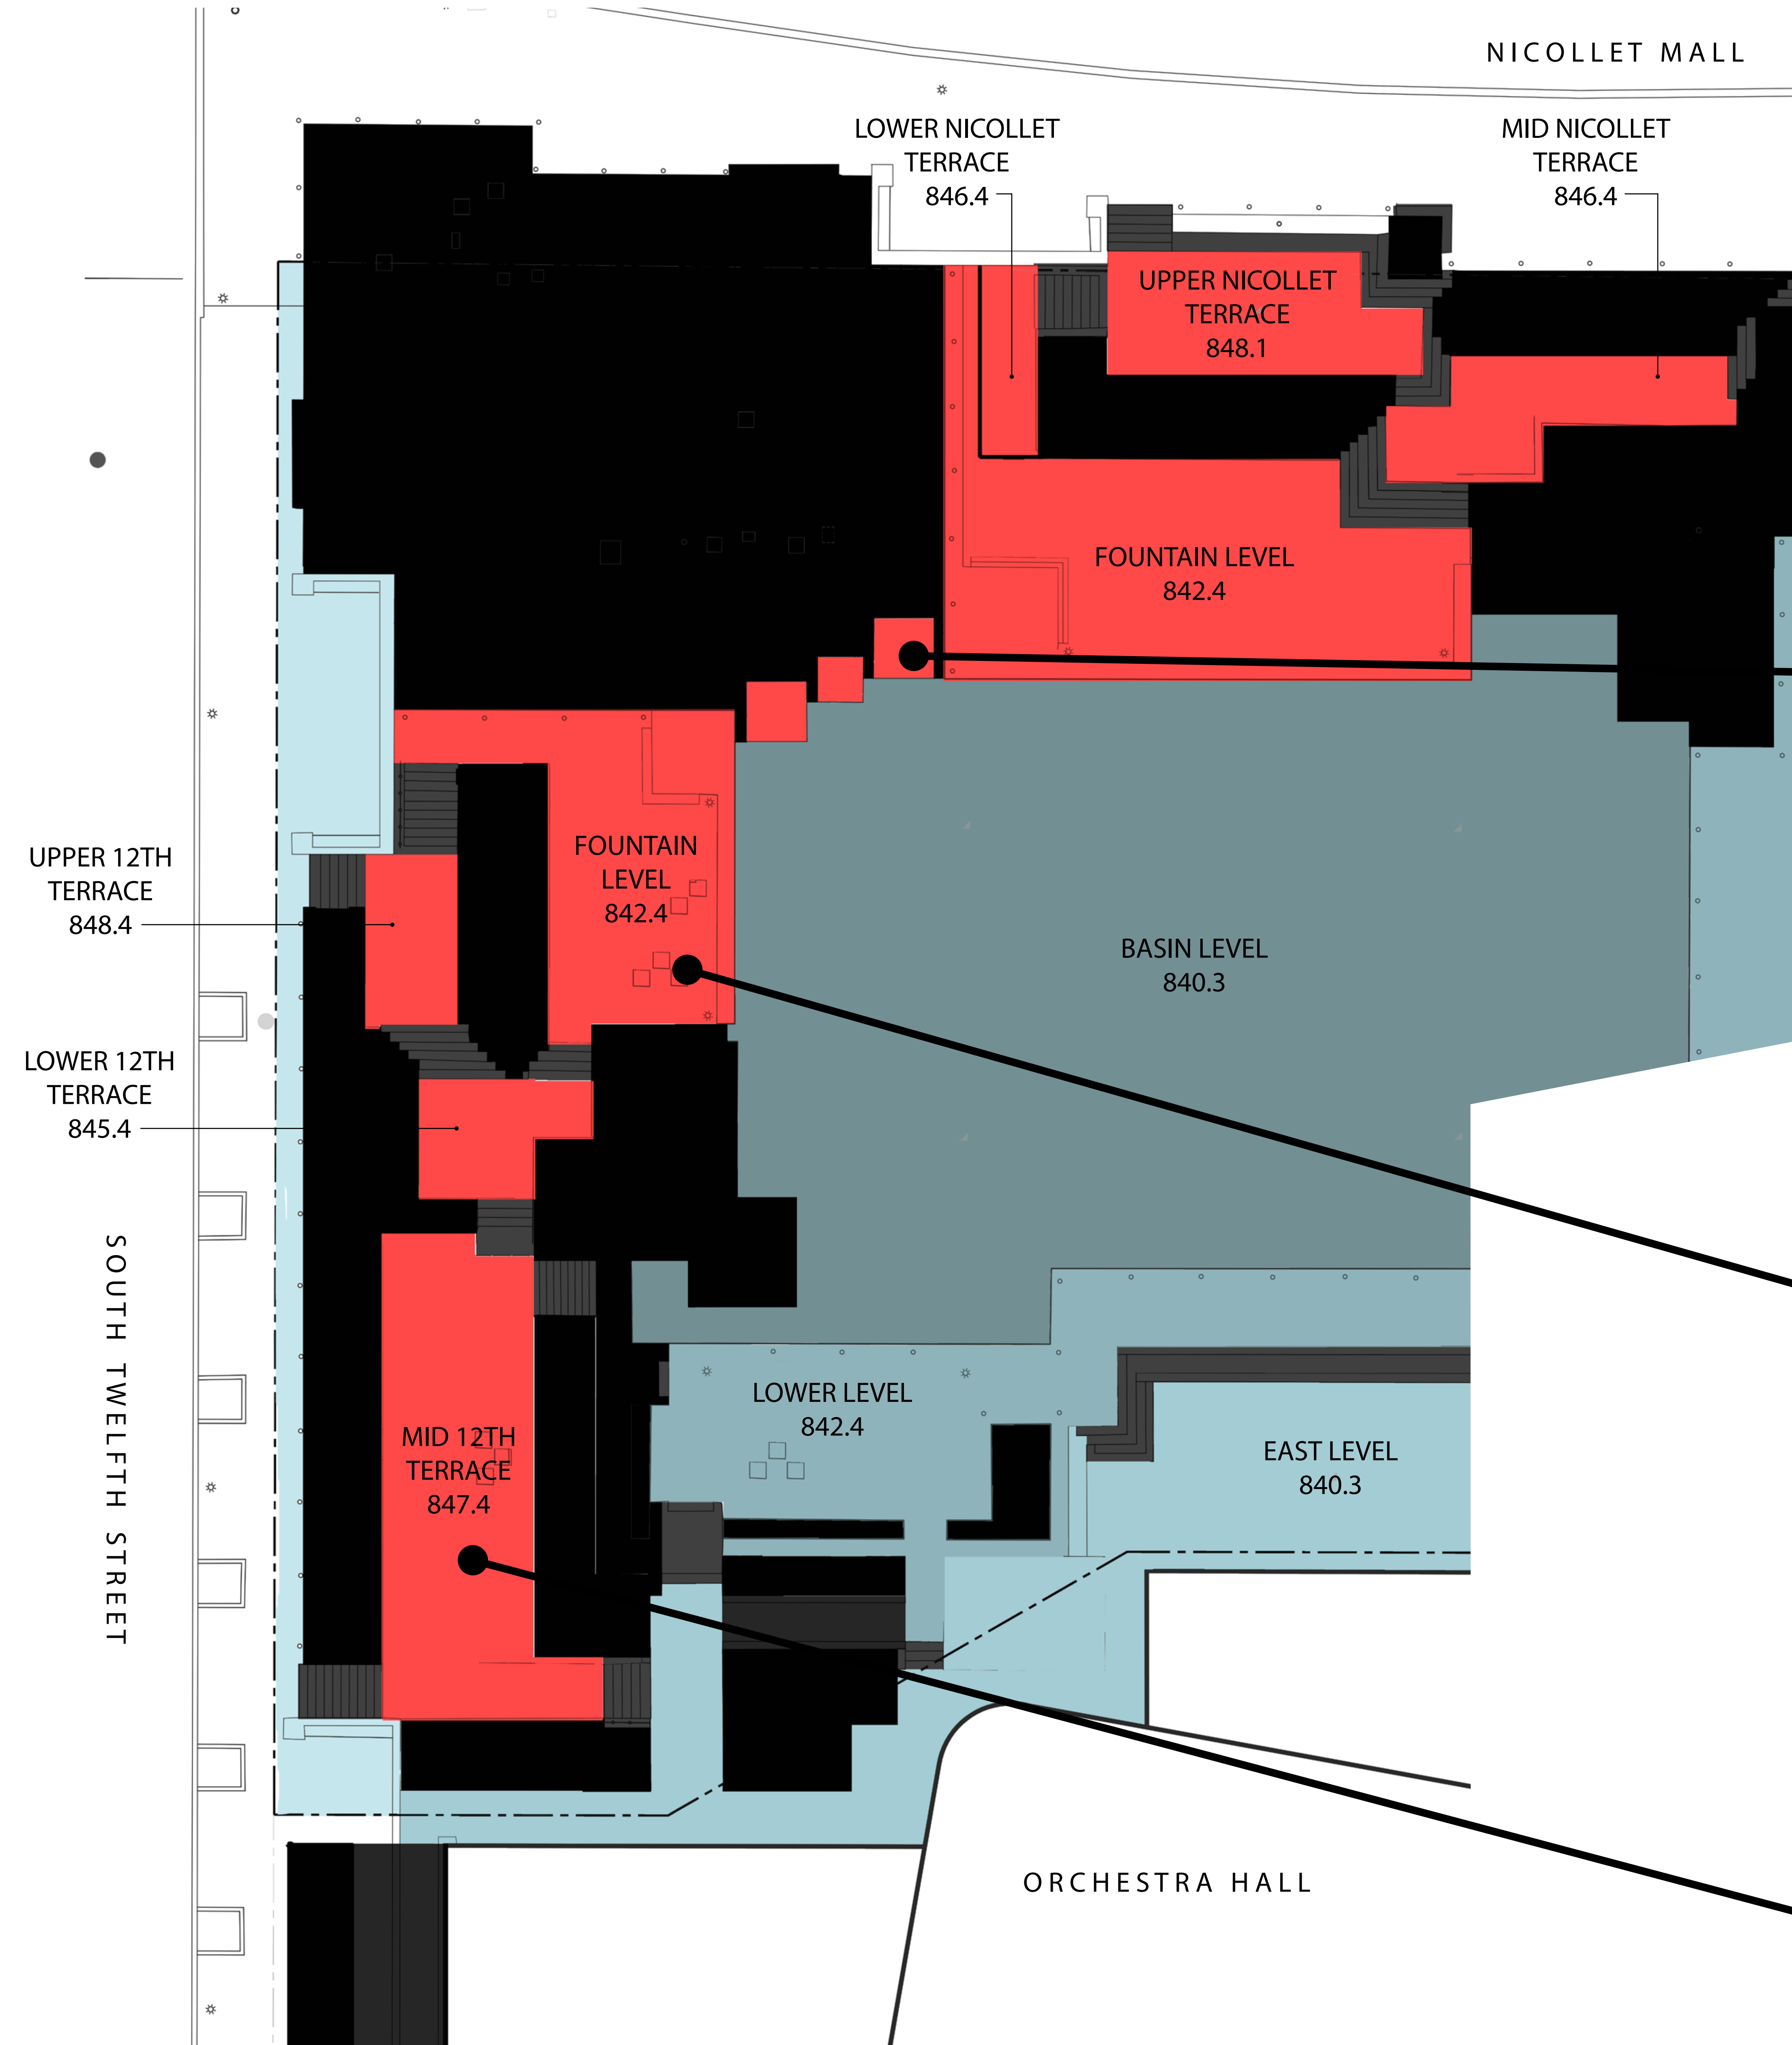 NICOLLET MALL
LOWER NICOLLET
TERRACE
846.4
MID NICOLLET
TERRACE
846.4
UPPER NICOLLET
TERRACE
848.1
FOUNTAIN LEVEL
842.4
UPPER 12TH
TERRACE
848.4
FOUNTAIN
LEVEL
842.4
BASIN LEVEL
840.3
LOWER 12TH
TERRACE
845.4
SOUTH TWELFTH STREET
MID 12TH
TERRACE
847.4
LOWER LEVEL
842.4
EAST LEVEL
840.3
ORCHESTRA HALL